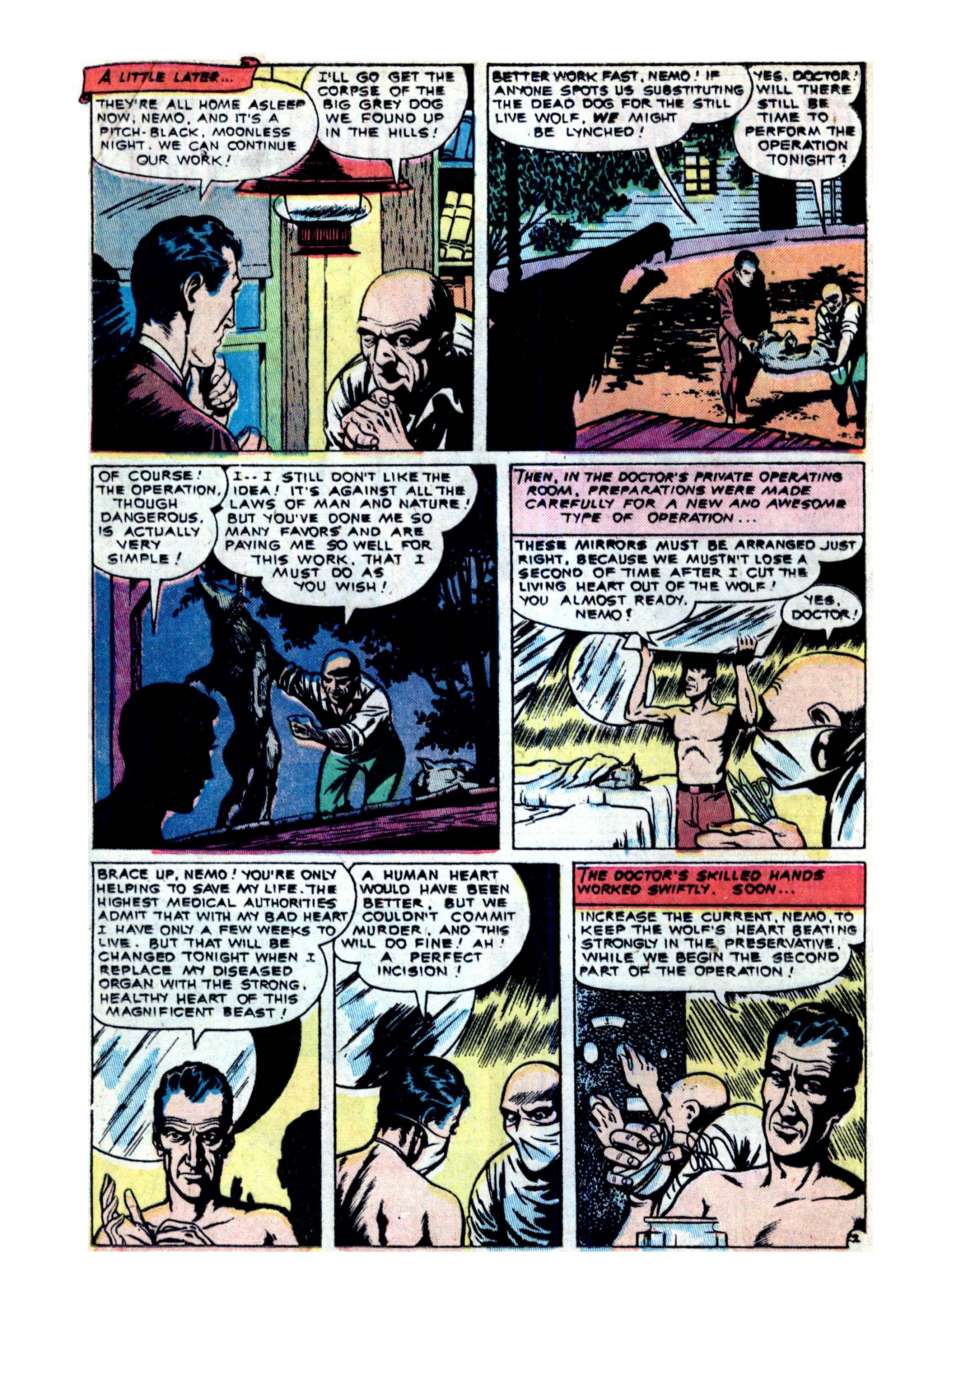 A LITTLE LATER...
THEY'RE ALL HOME ASLEEP
NOW, NEMO, AND IT'S A
PITCH-BLACK, MOONLESS
NIGHT. WE CAN CONTINUE
OUR WORK!
I'LL GO GET THE
CORPSE OF THE
BIG GREY DOG
WE FOUND UP
IN THE HILLS!
BETTER WORK FAST, NEMO! IF
ANYONE SPOTS US SUBSTITUTING
THE DEAD DOG FOR THE STILL
LIVE WOLF, WE MIGHT
BE LYNCHED!
YES, DOCTOR!
WILL THERE
STILL BE
TIME TO
PERFORM THE
OPERATION
TONIGHT?
OF COURSE!
THE OPERATION,
THOUGH
DANGEROUS,
IS ACTUALLY
VERY
SIMPLE!
I-- I STILL DON'T LIKE THE
IDEA! IT'S AGAINST ALL THE
LAWS OF MAN AND NATURE!
BUT YOU'VE DONE ME SO
MANY FAVORS AND ARE
PAYING ME SO WELL FOR
THIS WORK, THAT I
MUST DO AS
YOU WISH!
THEN, IN THE DOCTOR'S PRIVATE OPERATING
ROOM, PREPARATIONS WERE MADE
CAREFULLY FOR A NEW AND AWESOME
TYPE OF OPERATION...
THESE MIRRORS MUST BE ARRANGED JUST
RIGHT, BECAUSE WE MUSTN'T LOSE A
SECOND OF TIME AFTER I CUT THE
LIVING HEART OUT OF THE WOLF!
YOU ALMOST READY,
NEMO?
YES,
DOCTOR!
BRACE UP, NEMO! YOU'RE ONLY
HELPING TO SAVE MY LIFE. THE
HIGHEST MEDICAL AUTHORITIES
ADMIT THAT WITH MY BAD HEART
I HAVE ONLY A FEW WEEKS TO
LIVE. BUT THAT WILL BE
CHANGED TONIGHT WHEN I
REPLACE MY DISEASED
ORGAN WITH THE STRONG,
HEALTHY HEART OF THIS
MAGNIFICENT BEAST!
A HUMAN HEART
WOULD HAVE BEEN
BETTER, BUT WE
COULDN'T COMMIT
MURDER, AND THIS
WILL DO FINE! AH!
A PERFECT
INCISION!
THE DOCTOR'S SKILLED HANDS
WORKED SWIFTLY. SOON...
INCREASE THE CURRENT, NEMO, TO
KEEP THE WOLF'S HEART BEATING
STRONGLY IN THE PRESERVATIVE,
WHILE WE BEGIN THE SECOND
PART OF THE OPERATION!
2